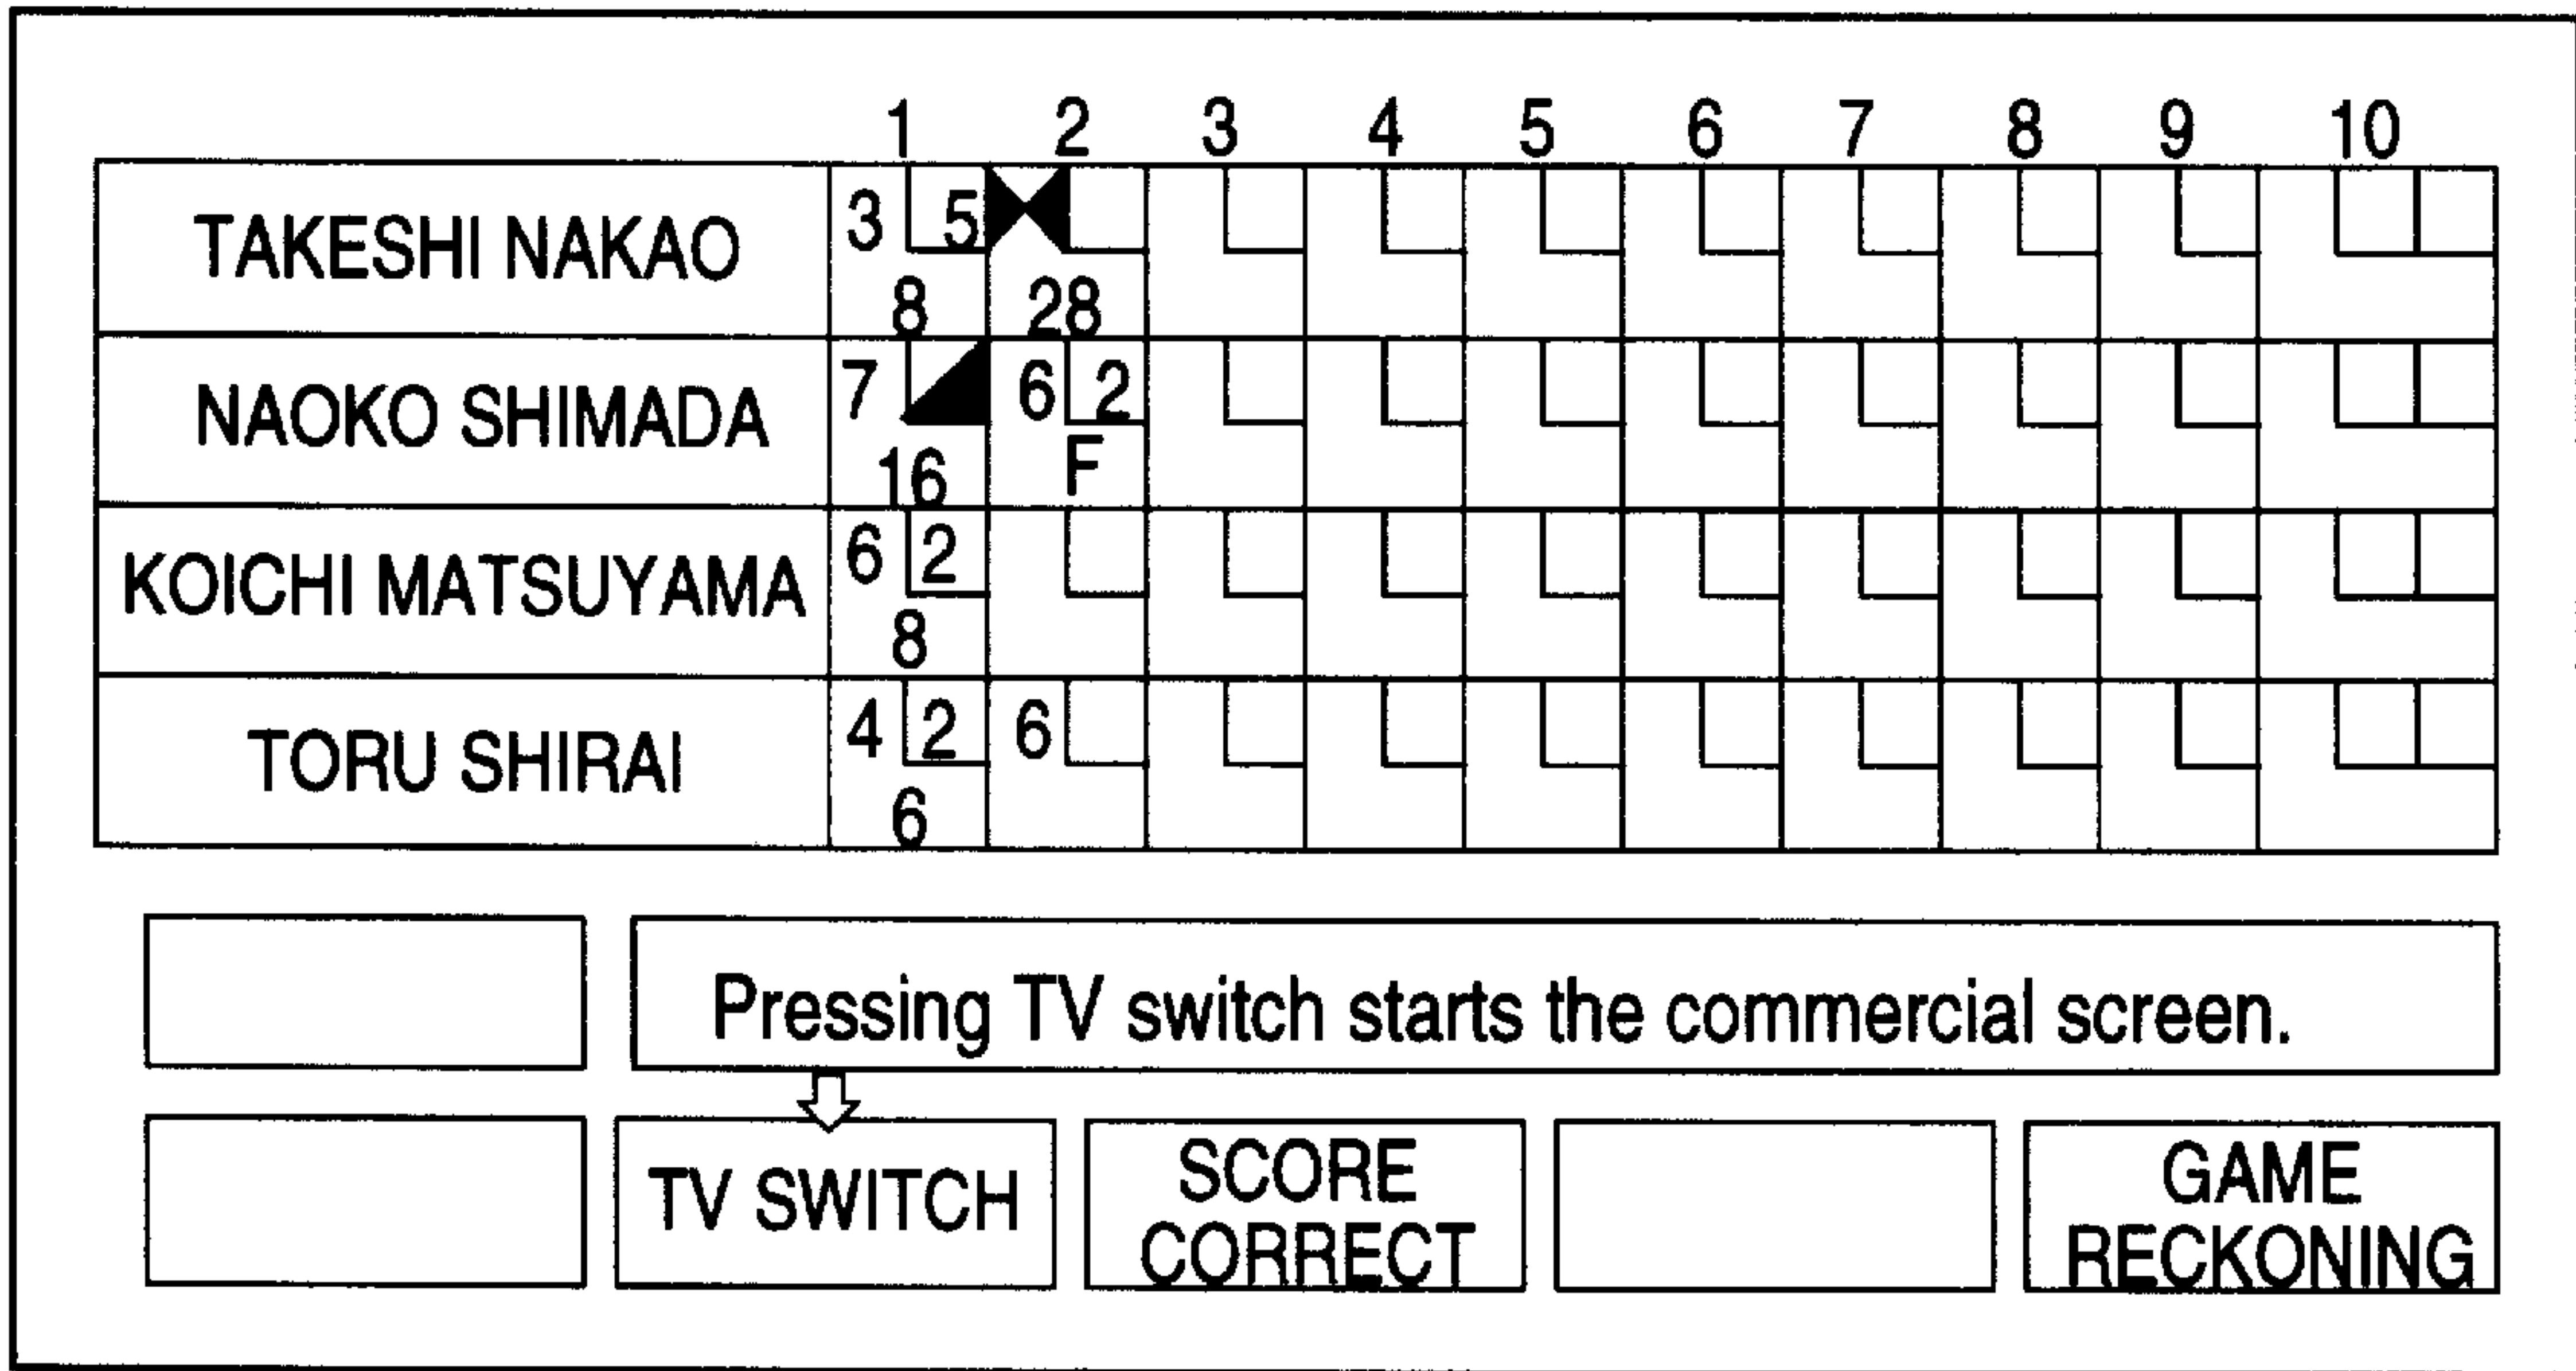 1 2 3 4 5 6 7 8 9 10
TAKESHI NAKAO 3 5
8 28
NAOKO SHIMADA 7 6 2
16 F
KOICHI MATSUYAMA 6 2
8
TORU SHIRAI 4 2 6
6
Pressing TV switch starts the commercial screen.
TV SWITCH
SCORE
CORRECT
GAME
RECKONING